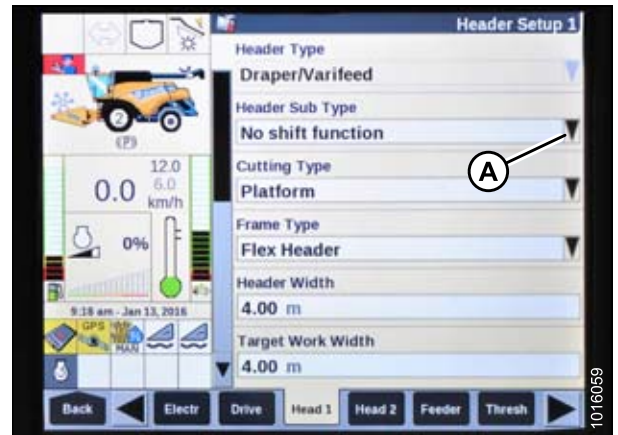 Header Setup 1
Header Type
Draper/Varifeed
Header Sub Type
No shift function
A
Cutting Type
Platform
Frame Type
Flex Header
Header Width
4.00 m
Target Work Width
4.00 m
2
(P)
12.0
0.0 6.0
km/h
0%
9:18 am - Jan 13, 2016
GPS
MAN
Back Electr Drive Head 1 Head 2 Feeder Thresh
1016059